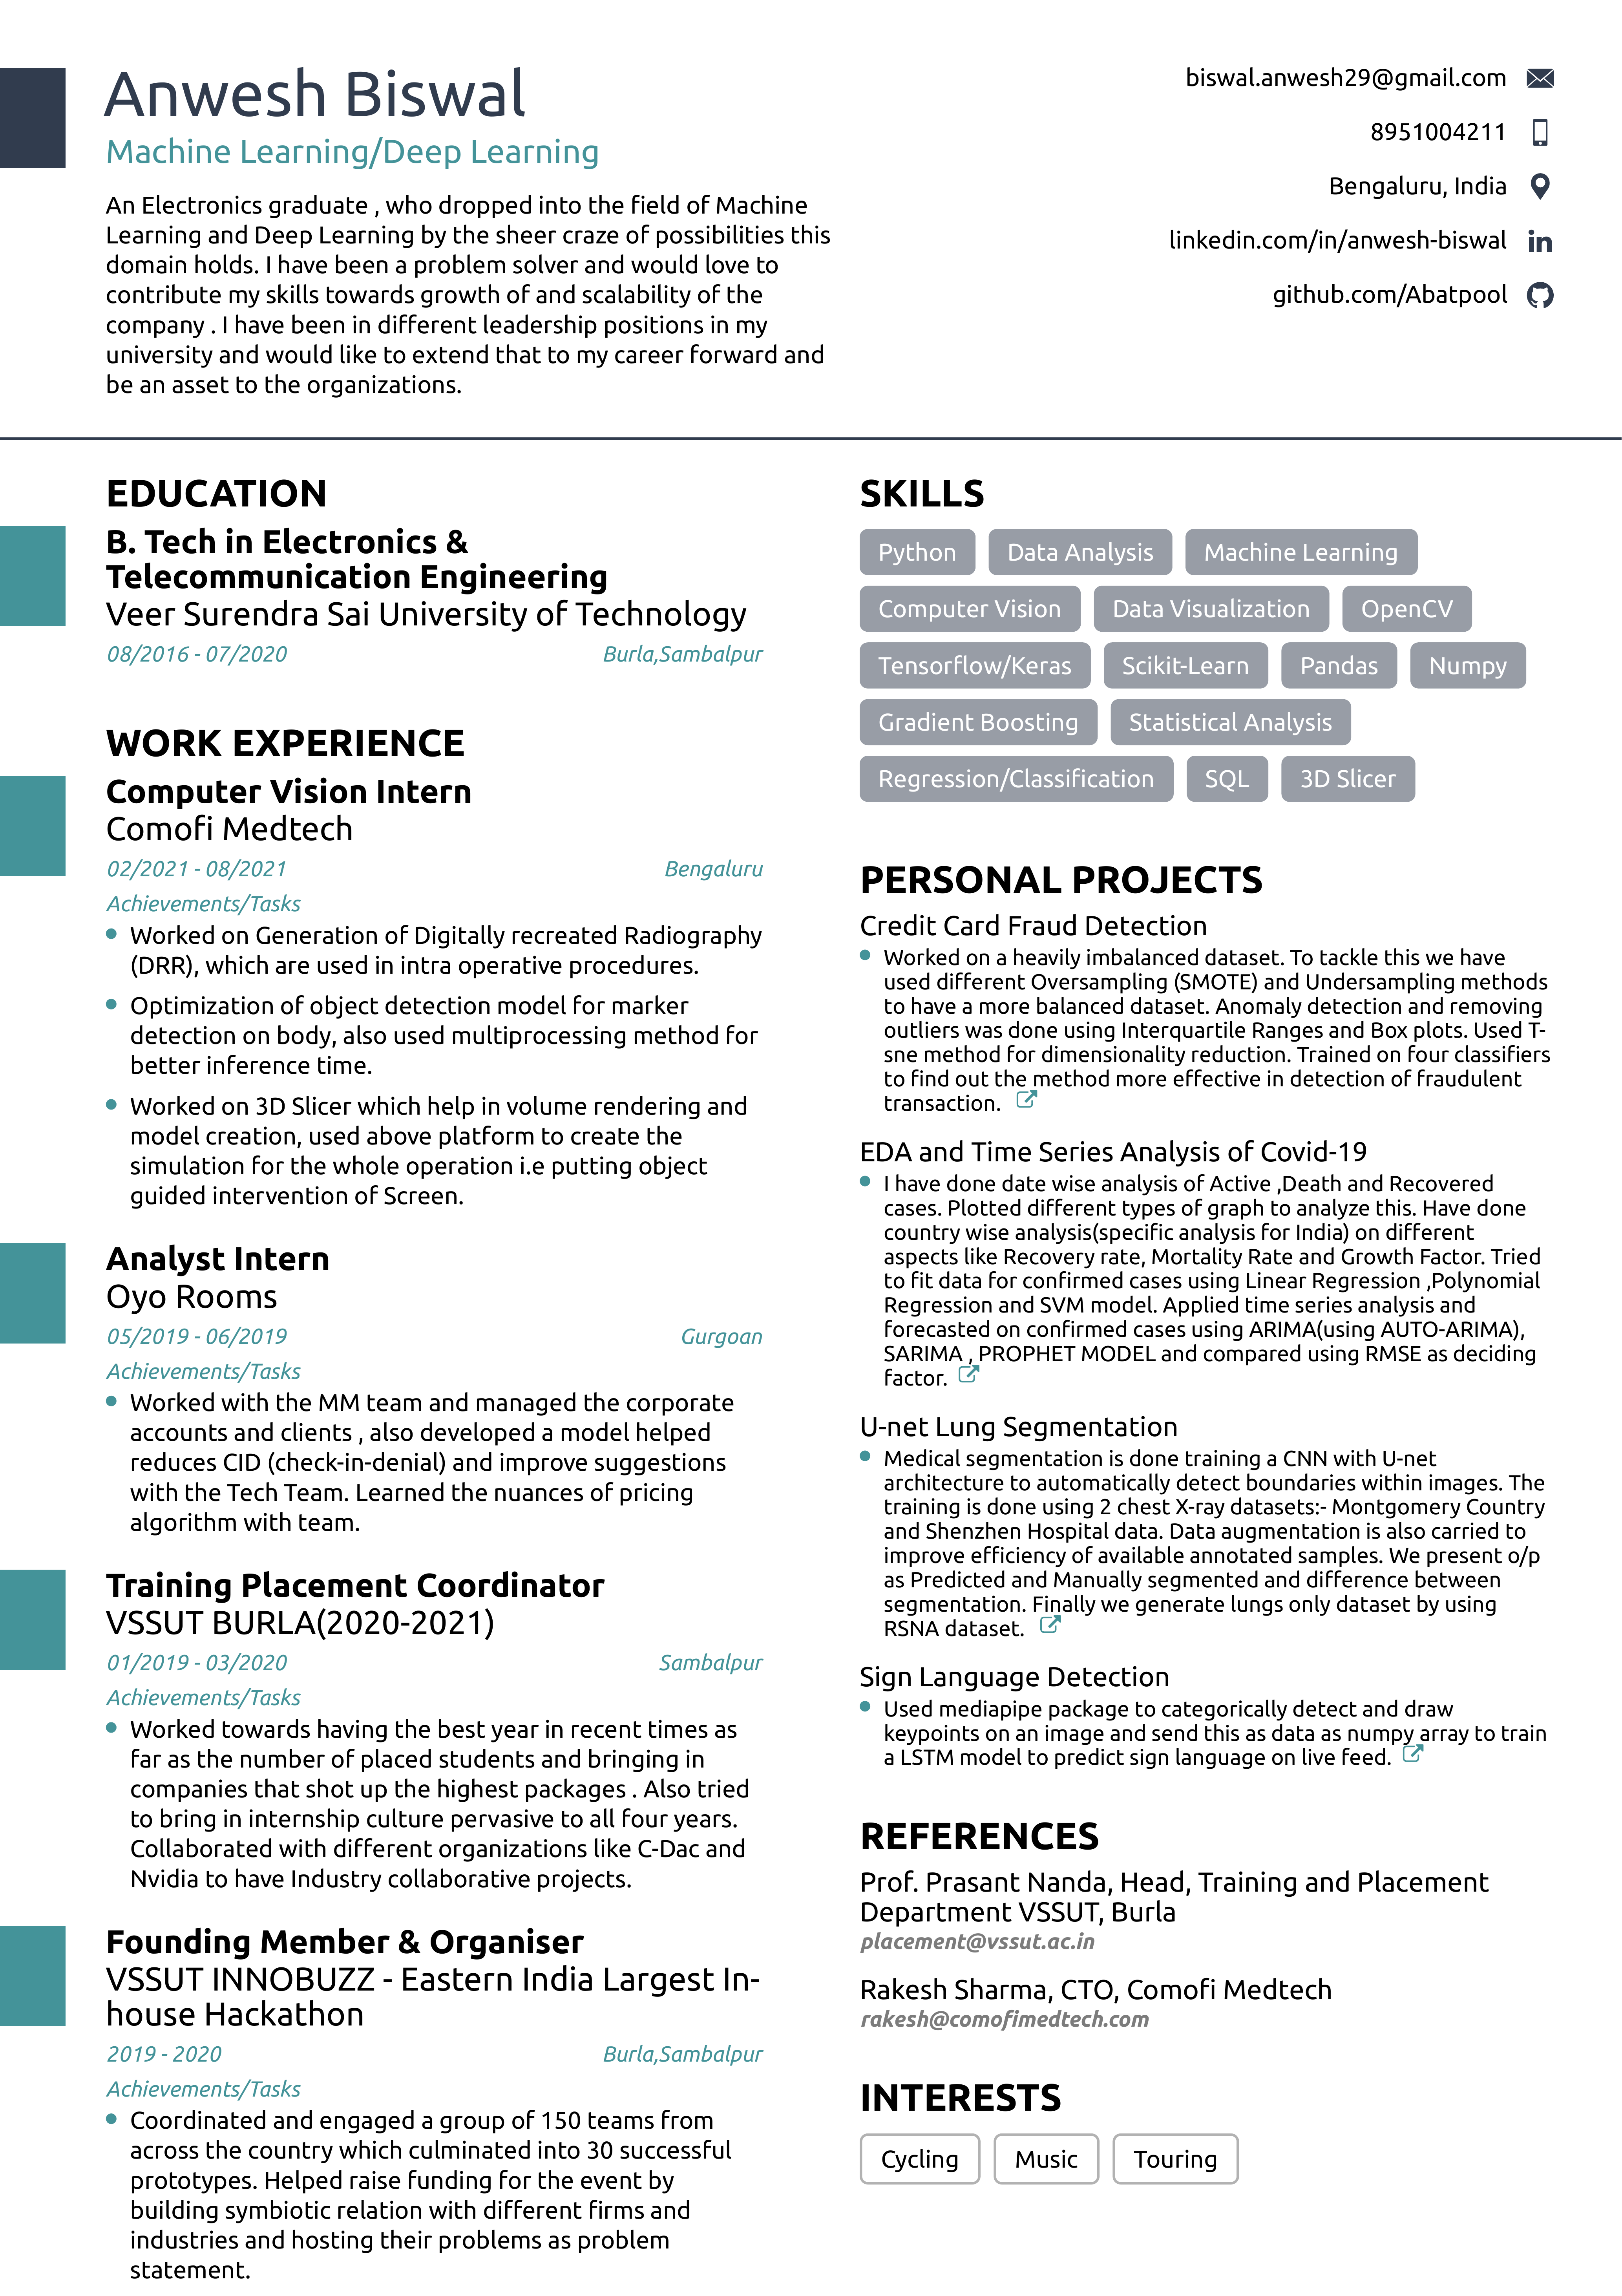 Anwesh Biswal
Machine Learning/Deep Learning
An Electronics graduate , who dropped into the field of Machine
Learning and Deep Learning by the sheer craze of possibilities this
domain holds. I have been a problem solver and would love to
contribute my skills towards growth of and scalability of the
company . I have been in different leadership positions in my
university and would like to extend that to my career forward and
be an asset to the organizations.
biswal.anwesh29@gmail.com
8951004211
Bengaluru, India
linkedin.com/in/anwesh-biswal
github.com/Abatpool
EDUCATION
B. Tech in Electronics &
Telecommunication Engineering
Veer Surendra Sai University of Technology
08/2016 - 07/2020 Burla,Sambalpur
WORK EXPERIENCE
Computer Vision Intern
Comofi Medtech
02/2021 - 08/2021 Bengaluru
Achievements/Tasks
Worked on Generation of Digitally recreated Radiography
(DRR), which are used in intra operative procedures.
Optimization of object detection model for marker
detection on body, also used multiprocessing method for
better inference time.
Worked on 3D Slicer which help in volume rendering and
model creation, used above platform to create the
simulation for the whole operation i.e putting object
guided intervention of Screen.
Analyst Intern
Oyo Rooms
05/2019 - 06/2019 Gurgoan
Achievements/Tasks
Worked with the MM team and managed the corporate
accounts and clients , also developed a model helped
reduces CID (check-in-denial) and improve suggestions
with the Tech Team. Learned the nuances of pricing
algorithm with team.
Training Placement Coordinator
VSSUT BURLA(2020-2021)
01/2019 - 03/2020 Sambalpur
Achievements/Tasks
Worked towards having the best year in recent times as
far as the number of placed students and bringing in
companies that shot up the highest packages . Also tried
to bring in internship culture pervasive to all four years.
Collaborated with different organizations like C-Dac and
Nvidia to have Industry collaborative projects.
Founding Member & Organiser
VSSUT INNOBUZZ - Eastern India Largest In-
house Hackathon
2019 - 2020 Burla,Sambalpur
Achievements/Tasks
Coordinated and engaged a group of 150 teams from
across the country which culminated into 30 successful
prototypes. Helped raise funding for the event by
building symbiotic relation with different firms and
industries and hosting their problems as problem
statement.
SKILLS
Python Data Analysis Machine Learning
Computer Vision Data Visualization OpenCV
Tensorflow/Keras Scikit-Learn Pandas Numpy
Gradient Boosting Statistical Analysis
Regression/Classification SQL 3D Slicer
PERSONAL PROJECTS
Credit Card Fraud Detection
Worked on a heavily imbalanced dataset. To tackle this we have
used different Oversampling (SMOTE) and Undersampling methods
to have a more balanced dataset. Anomaly detection and removing
outliers was done using Interquartile Ranges and Box plots. Used T-
sne method for dimensionality reduction. Trained on four classifiers
to find out the method more effective in detection of fraudulent
transaction.
EDA and Time Series Analysis of Covid-19
I have done date wise analysis of Active ,Death and Recovered
cases. Plotted different types of graph to analyze this. Have done
country wise analysis(specific analysis for India) on different
aspects like Recovery rate, Mortality Rate and Growth Factor. Tried
to fit data for confirmed cases using Linear Regression ,Polynomial
Regression and SVM model. Applied time series analysis and
forecasted on confirmed cases using ARIMA(using AUTO-ARIMA),
SARIMA , PROPHET MODEL and compared using RMSE as deciding
factor.
U-net Lung Segmentation
Medical segmentation is done training a CNN with U-net
architecture to automatically detect boundaries within images. The
training is done using 2 chest X-ray datasets:- Montgomery Country
and Shenzhen Hospital data. Data augmentation is also carried to
improve efficiency of available annotated samples. We present o/p
as Predicted and Manually segmented and difference between
segmentation. Finally we generate lungs only dataset by using
RSNA dataset.
Sign Language Detection
Used mediapipe package to categorically detect and draw
keypoints on an image and send this as data as numpy array to train
a LSTM model to predict sign language on live feed.
REFERENCES
Prof. Prasant Nanda, Head, Training and Placement
Department VSSUT, Burla
placement@vssut.ac.in
Rakesh Sharma, CTO, Comofi Medtech
rakesh@comofimedtech.com
INTERESTS
Cycling Music Touring